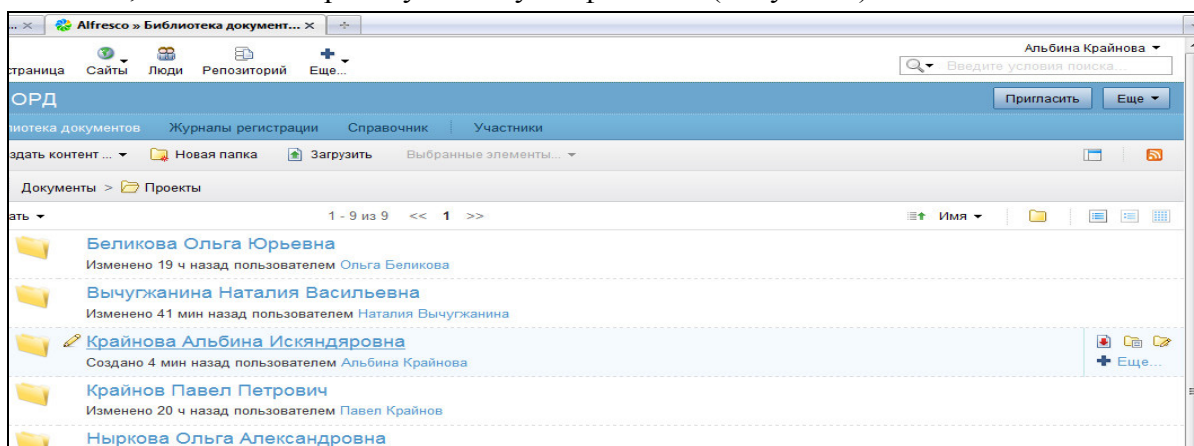 ... × Alfresco » Библиотека документ... ×
Альбина Крайнова
страница Сайты Люди Репозиторий Еще...
Введите условия поиска...
ОРД Пригласить Еще
лиотека документов Журналы регистрации Справочник Участники
здать контент ... Новая папка Загрузить Выбранные элементы...
Документы > Проекты
ать 1 - 9 из 9 << 1 >> Имя
Беликова Ольга Юрьевна
Изменено 19 ч назад пользователем Ольга Беликова
Вычугжанина Наталия Васильевна
Изменено 41 мин назад пользователем Наталия Вычугжанина
Крайнова Альбина Искяндяровна
Создано 4 мин назад пользователем Альбина Крайнова Еще...
Крайнов Павел Петрович
Изменено 20 ч назад пользователем Павел Крайнов
Ныркова Ольга Александровна